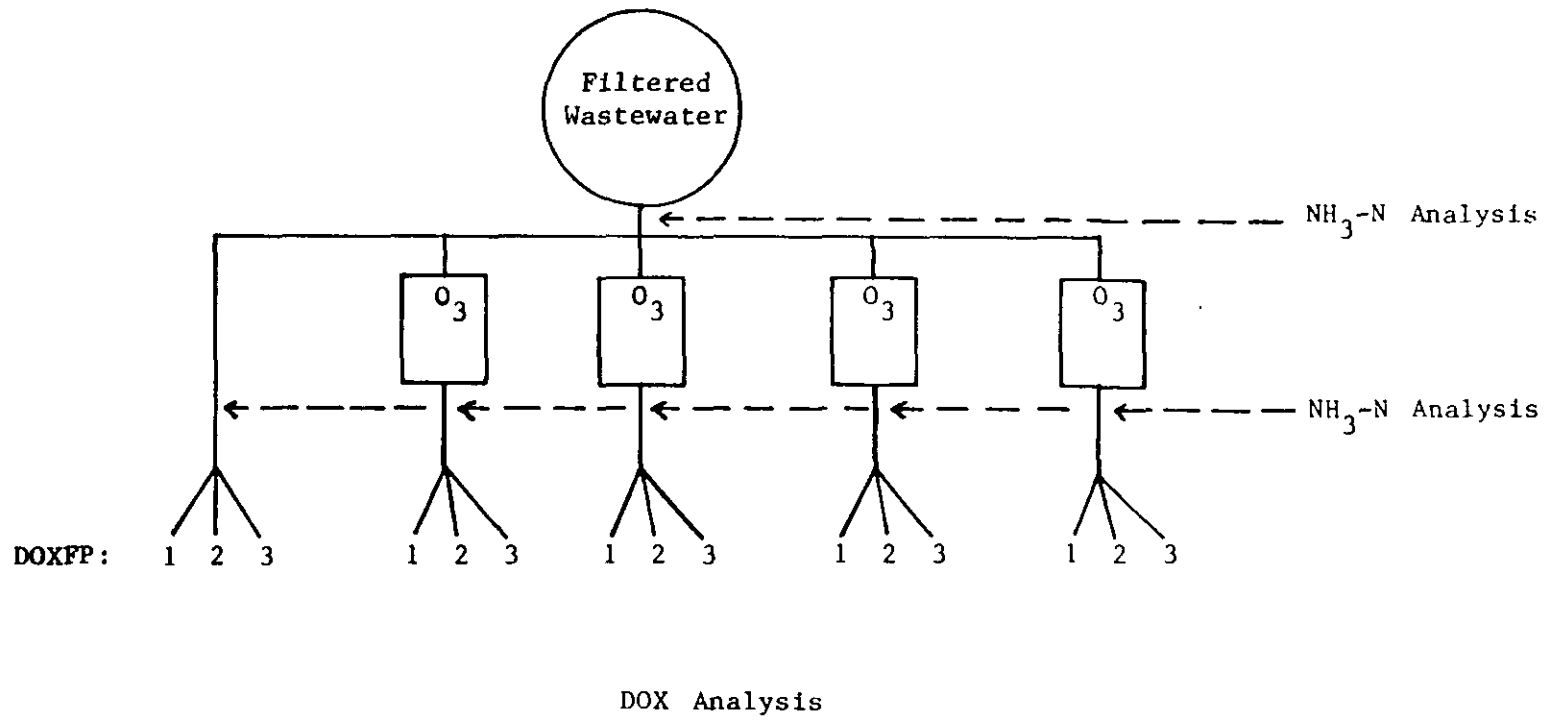 Filtered
Wastewater
NH3-N Analysis
O3 O3 O3 O3
NH3-N Analysis
DOXFP: 1 2 3 1 2 3 1 2 3 1 2 3 1 2 3
DOX Analysis